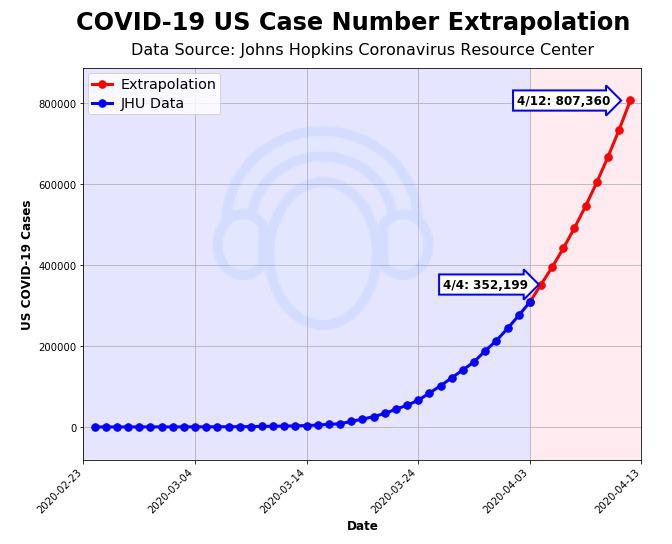 COVID-19 US Case Number Extrapolation
Data Source: Johns Hopkins Coronavirus Resource Center
Extrapolation
JHU Data
4/12: 807,360
4/4: 352,199
US COVID-19 Cases
800000
600000
400000
200000
0
2020-02-23
2020-03-04
2020-03-14
2020-03-24
2020-04-03
2020-04-13
Date